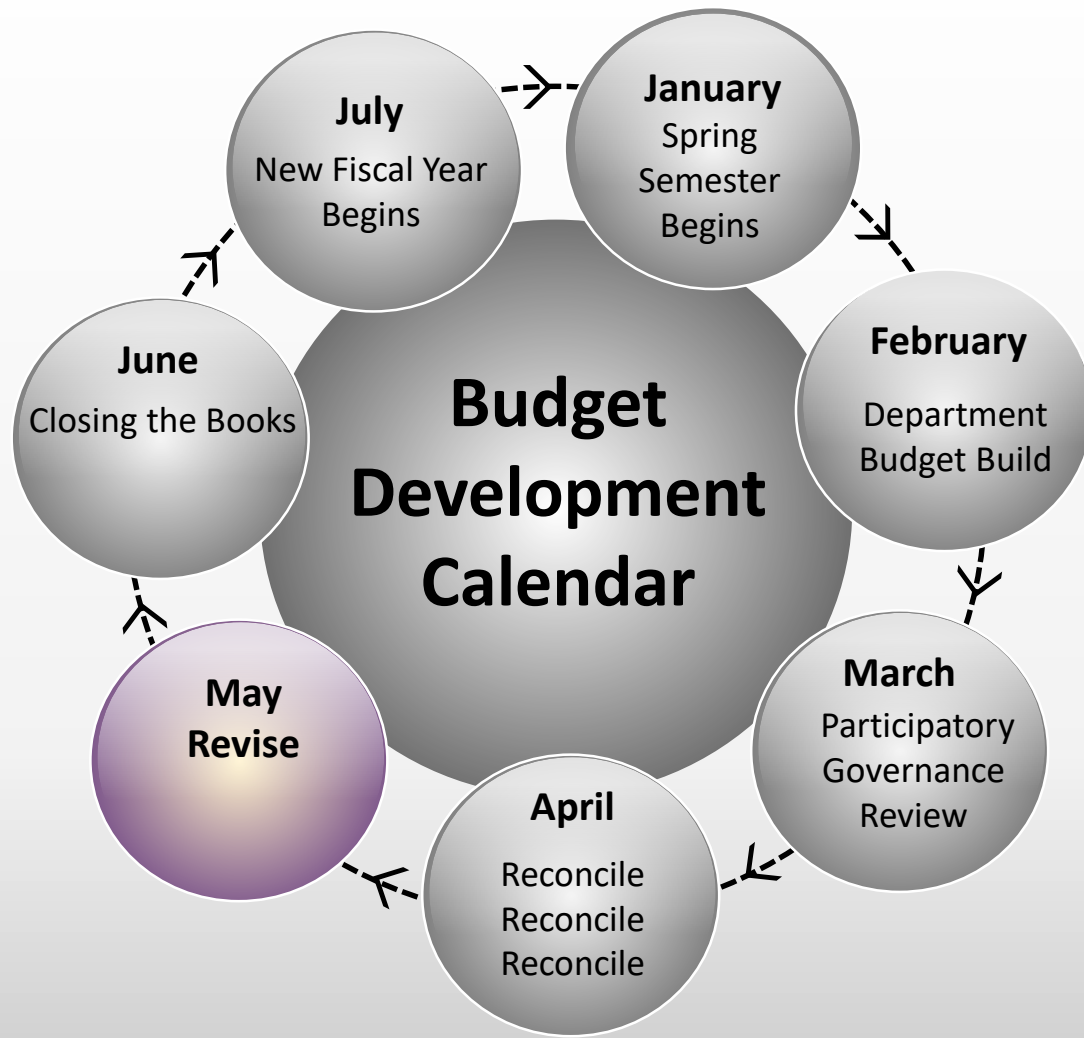 Budget
Development
Calendar
January
Spring
Semester
Begins
February
Department
Budget Build
March
Participatory
Governance
Review
April
Reconcile
Reconcile
Reconcile
May
Revise
June
Closing the Books
July
New Fiscal Year
Begins